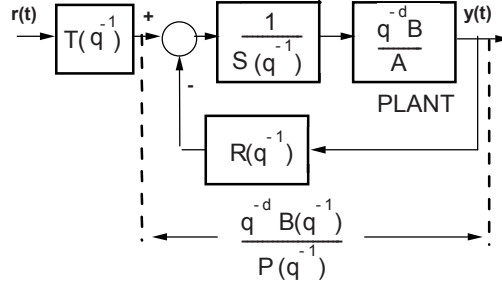 r(t)
T(q^-1)
+
-
1
S(q^-1)
q^-d B
A
y(t)
PLANT
R(q^-1)
q^-d B(q^-1)
P(q^-1)